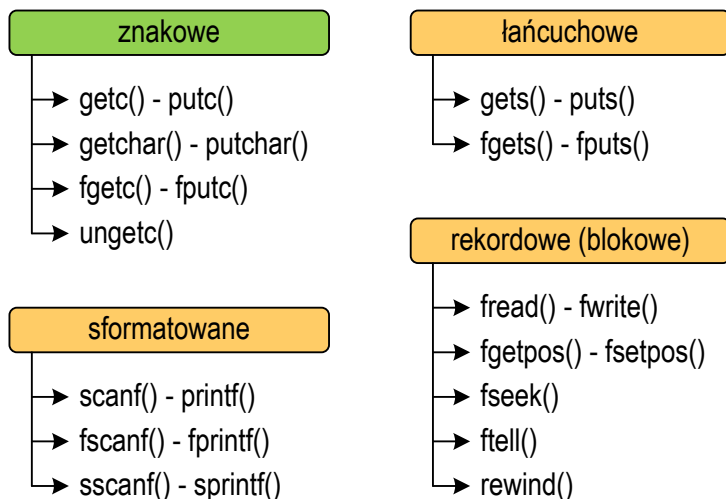 znakowe
getc() - putc()
getchar() - putchar()
fgetc() - fputc()
ungetc()
sformatowane
scanf() - printf()
fscanf() - fprintf()
sscanf() - sprintf()
łańcuchowe
gets() - puts()
fgets() - fputs()
rekordowe (blokowe)
fread() - fwrite()
fgetpos() - fsetpos()
fseek()
ftell()
rewind()